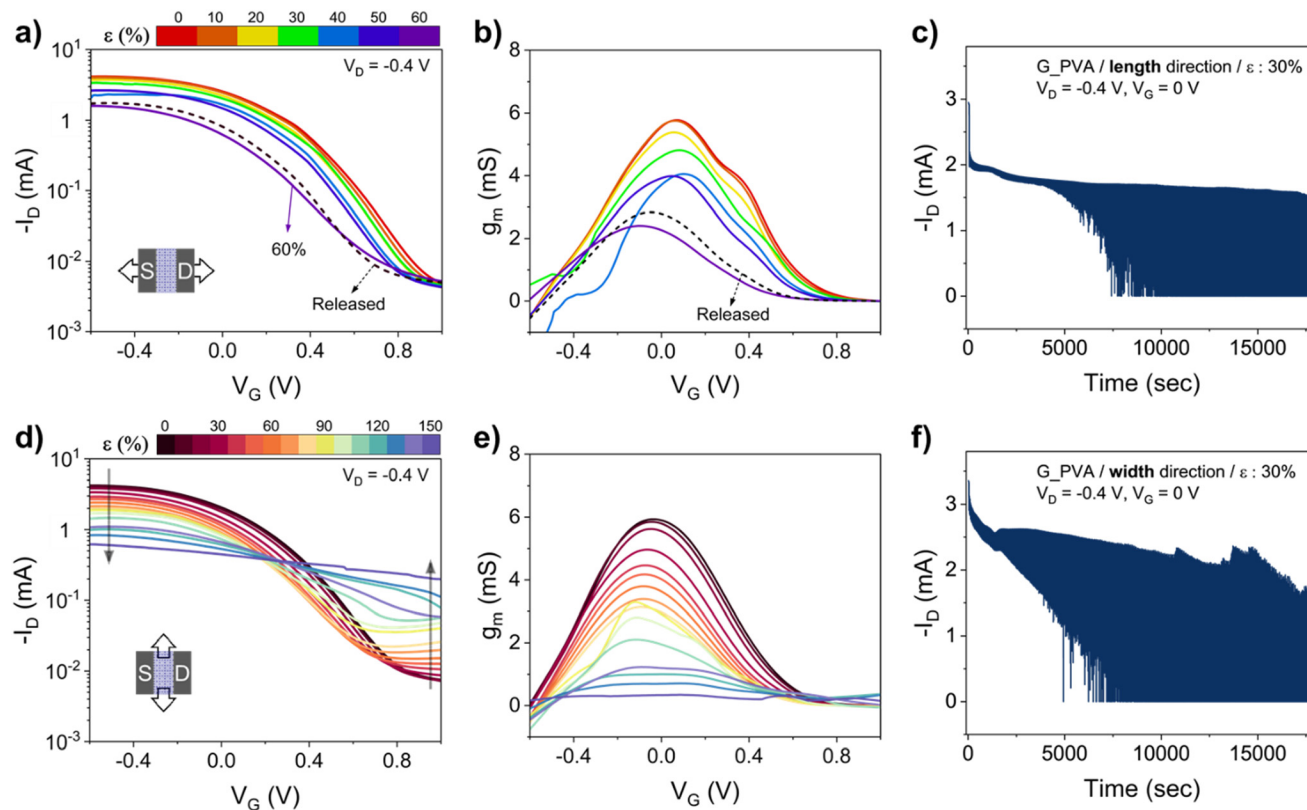 a)
ε (%) 0 10 20 30 40 50 60
V_D = -0.4 V
10^1
1
10^-1
10^-2
10^-3
-I_D (mA)
60%
Released
S D
-0.4 0.0 0.4 0.8
V_G (V)
b)
8
6
4
2
0
g_m (mS)
Released
-0.4 0.0 0.4 0.8
V_G (V)
c)
G_PVA / length direction / ε : 30%
V_D = -0.4 V, V_G = 0 V
3
2
1
0
-I_D (mA)
0 5000 10000 15000
Time (sec)
d)
ε (%) 0 30 60 90 120 150
V_D = -0.4 V
10^1
1
10^-1
10^-2
10^-3
-I_D (mA)
S D
-0.4 0.0 0.4 0.8
V_G (V)
e)
8
6
4
2
0
g_m (mS)
-0.4 0.0 0.4 0.8
V_G (V)
f)
G_PVA / width direction / ε : 30%
V_D = -0.4 V, V_G = 0 V
3
2
1
0
-I_D (mA)
0 5000 10000 15000
Time (sec)